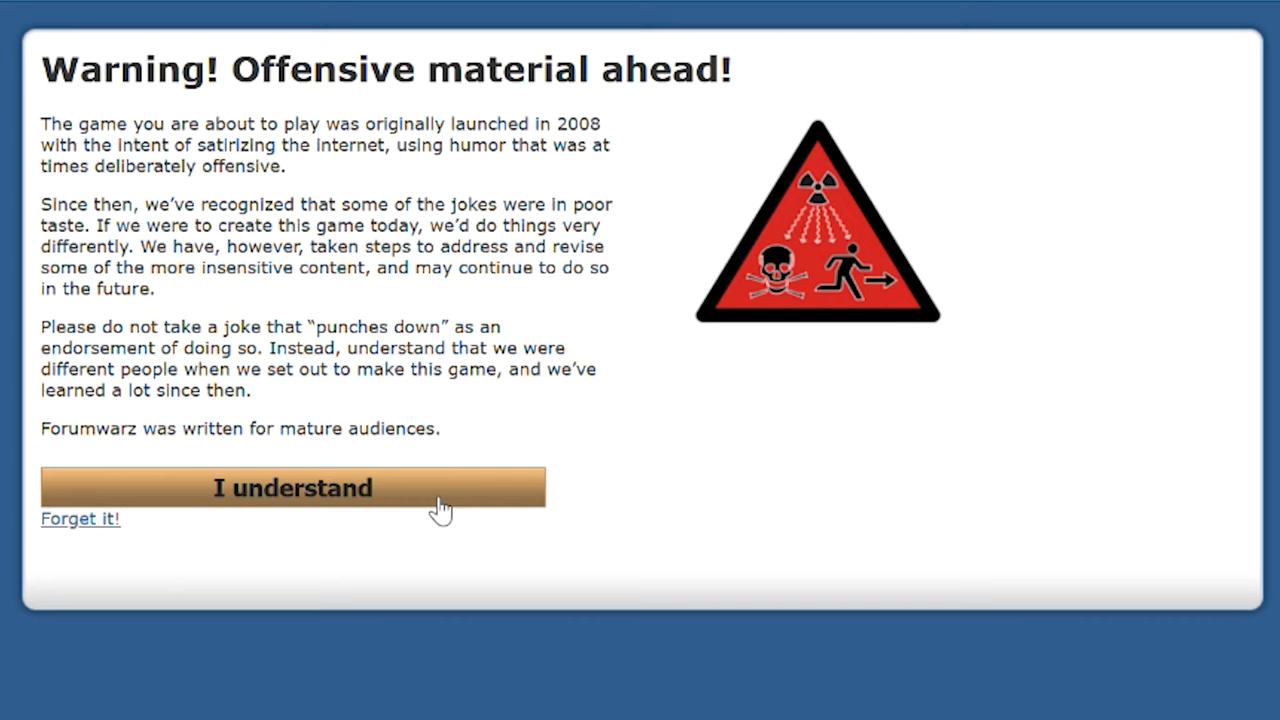 Warning! Offensive material ahead!
The game you are about to play was originally launched in 2008
with the intent of satirizing the internet, using humor that was at
times deliberately offensive.
Since then, we’ve recognized that some of the jokes were in poor
taste. If we were to create this game today, we’d do things very
differently. We have, however, taken steps to address and revise
some of the more insensitive content, and may continue to do so
in the future.
Please do not take a joke that “punches down” as an
endorsement of doing so. Instead, understand that we were
different people when we set out to make this game, and we’ve
learned a lot since then.
Forumwarz was written for mature audiences.
I understand
Forget it!